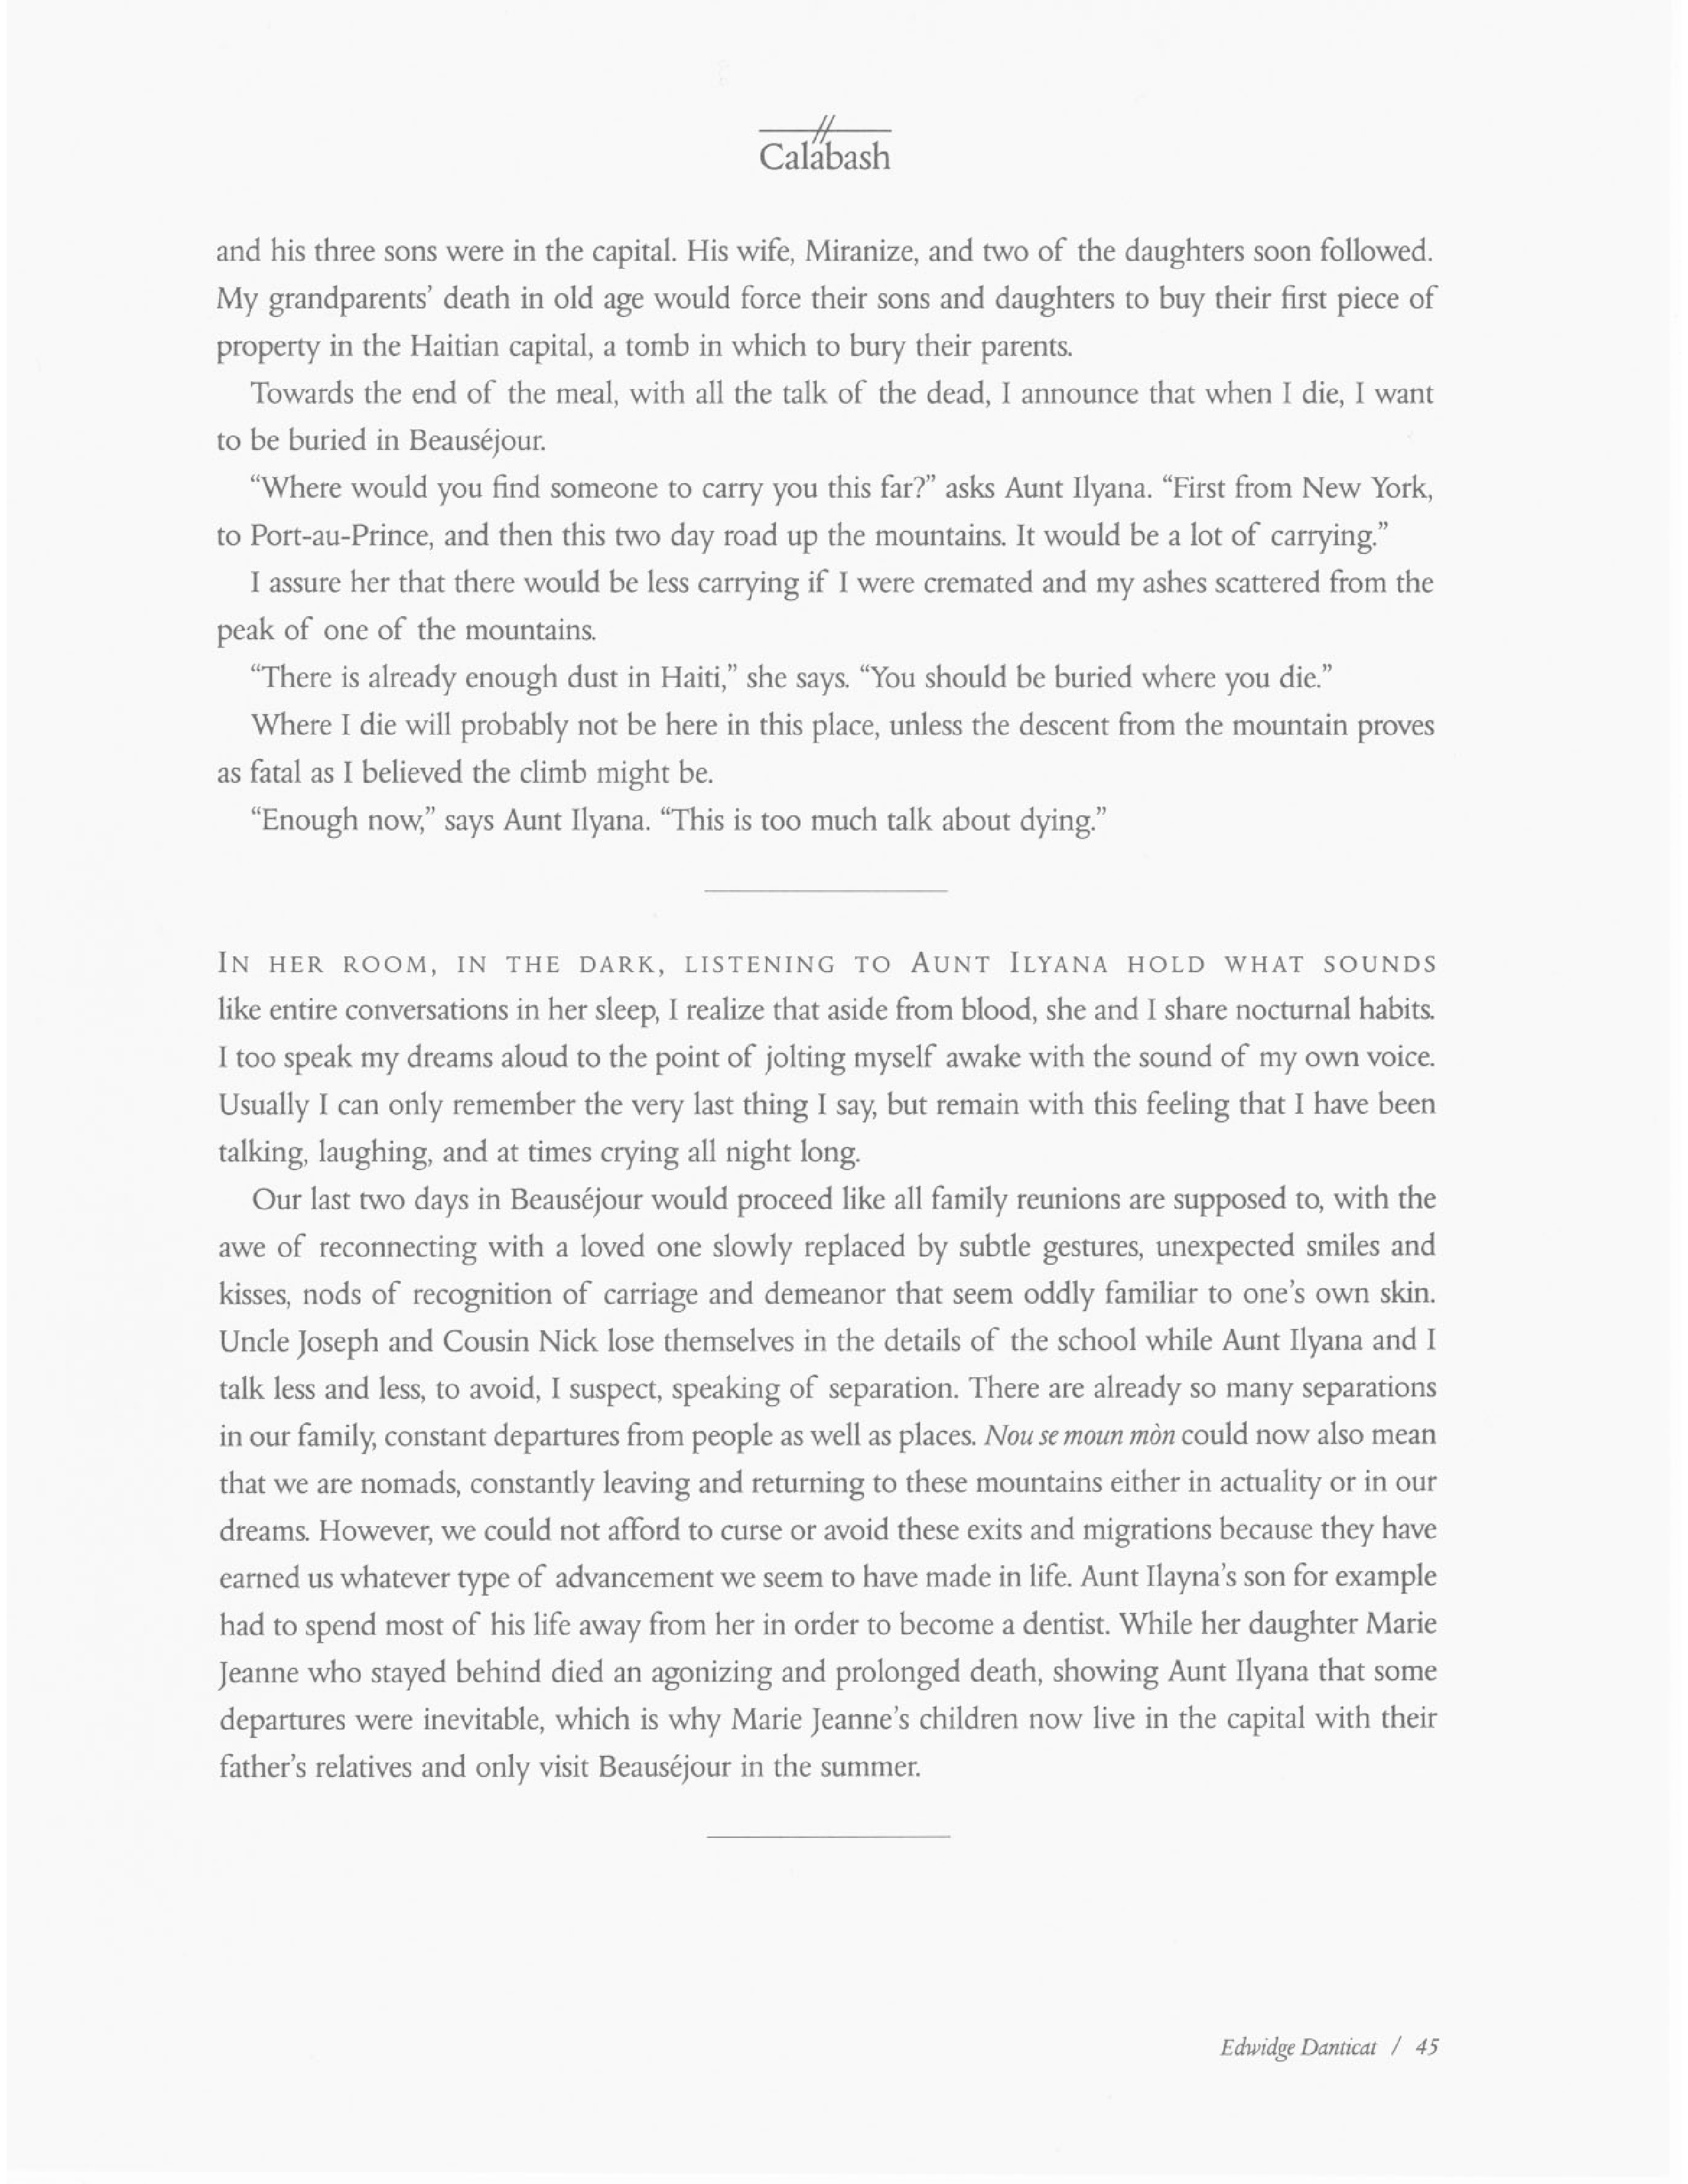 Calabash
and his three sons were in the capital. His wife, Miranize, and two of the daughters soon followed.
My grandparents’ death in old age would force their sons and daughters to buy their first piece of
property in the Haitian capital, a tomb in which to bury their parents.
Towards the end of the meal, with all the talk of the dead, I announce that when I die, I want
to be buried in Beauséjour.
“Where would you find someone to carry you this far?” asks Aunt Ilyana. “First from New York,
to Port-au-Prince, and then this two day road up the mountains. It would be a lot of carrying.”
I assure her that there would be less carrying if I were cremated and my ashes scattered from the
peak of one of the mountains.
“There is already enough dust in Haiti,” she says. “You should be buried where you die.”
Where I die will probably not be here in this place, unless the descent from the mountain proves
as fatal as I believed the climb might be.
“Enough now,” says Aunt Ilyana. “This is too much talk about dying.”
IN HER ROOM, IN THE DARK, LISTENING TO AUNT ILYANA HOLD WHAT SOUNDS
like entire conversations in her sleep, I realize that aside from blood, she and I share nocturnal habits.
I too speak my dreams aloud to the point of jolting myself awake with the sound of my own voice.
Usually I can only remember the very last thing I say, but remain with this feeling that I have been
talking, laughing, and at times crying all night long.
Our last two days in Beauséjour would proceed like all family reunions are supposed to, with the
awe of reconnecting with a loved one slowly replaced by subtle gestures, unexpected smiles and
kisses, nods of recognition of carriage and demeanor that seem oddly familiar to one’s own skin.
Uncle Joseph and Cousin Nick lose themselves in the details of the school while Aunt Ilyana and I
talk less and less, to avoid, I suspect, speaking of separation. There are already so many separations
in our family, constant departures from people as well as places. Nou se moun mòn could now also mean
that we are nomads, constantly leaving and returning to these mountains either in actuality or in our
dreams. However, we could not afford to curse or avoid these exits and migrations because they have
earned us whatever type of advancement we seem to have made in life. Aunt Ilayna’s son for example
had to spend most of his life away from her in order to become a dentist. While her daughter Marie
Jeanne who stayed behind died an agonizing and prolonged death, showing Aunt Ilyana that some
departures were inevitable, which is why Marie Jeanne’s children now live in the capital with their
father’s relatives and only visit Beauséjour in the summer.
Edwidge Danticat / 45